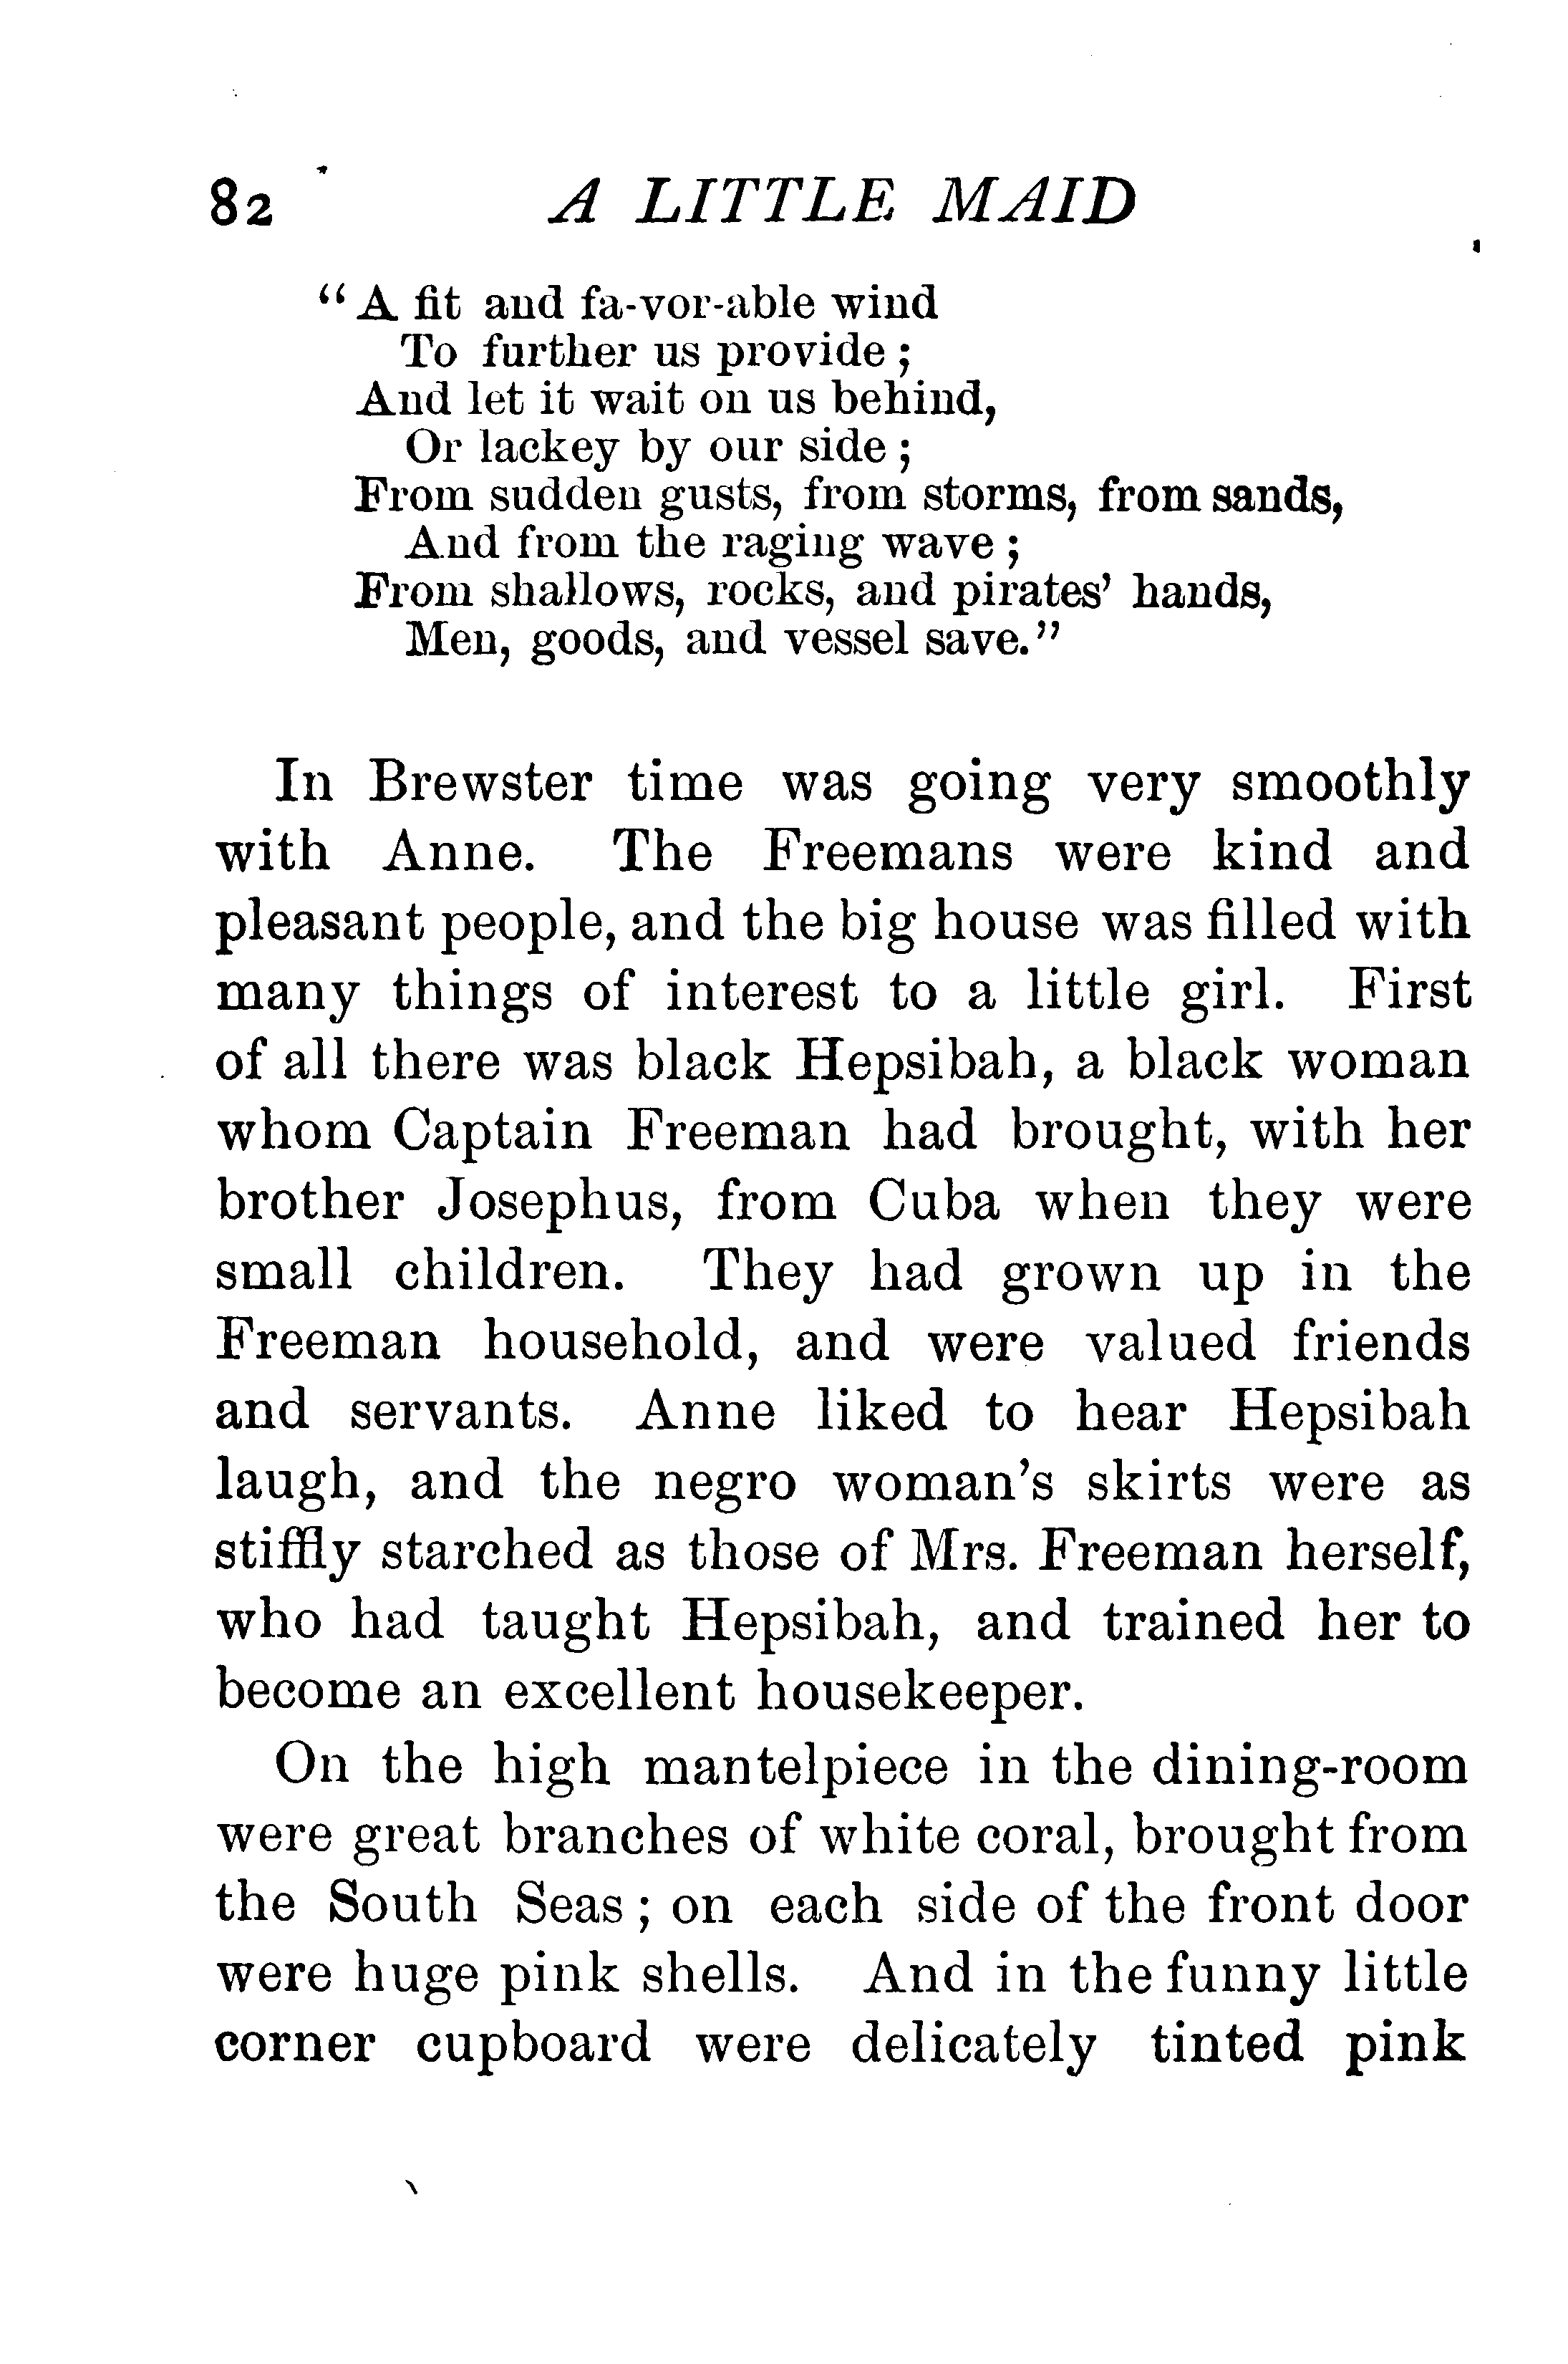 82 A LITTLE MAID
“A fit and fa-vor-able wind
To further us provide ;
And let it wait on us behind,
Or lackey by our side ;
From sudden gusts, from storms, from sands,
And from the raging wave ;
From shallows, rocks, and pirates’ hands,
Men, goods, and vessel save.”
In Brewster time was going very smoothly
with Anne. The Freemans were kind and
pleasant people, and the big house was filled with
many things of interest to a little girl. First
of all there was black Hepsibah, a black woman
whom Captain Freeman had brought, with her
brother Josephus, from Cuba when they were
small children. They had grown up in the
Freeman household, and were valued friends
and servants. Anne liked to hear Hepsibah
laugh, and the negro woman’s skirts were as
stiffly starched as those of Mrs. Freeman herself,
who had taught Hepsibah, and trained her to
become an excellent housekeeper.
On the high mantelpiece in the dining-room
were great branches of white coral, brought from
the South Seas ; on each side of the front door
were huge pink shells. And in the funny little
corner cupboard were delicately tinted pink